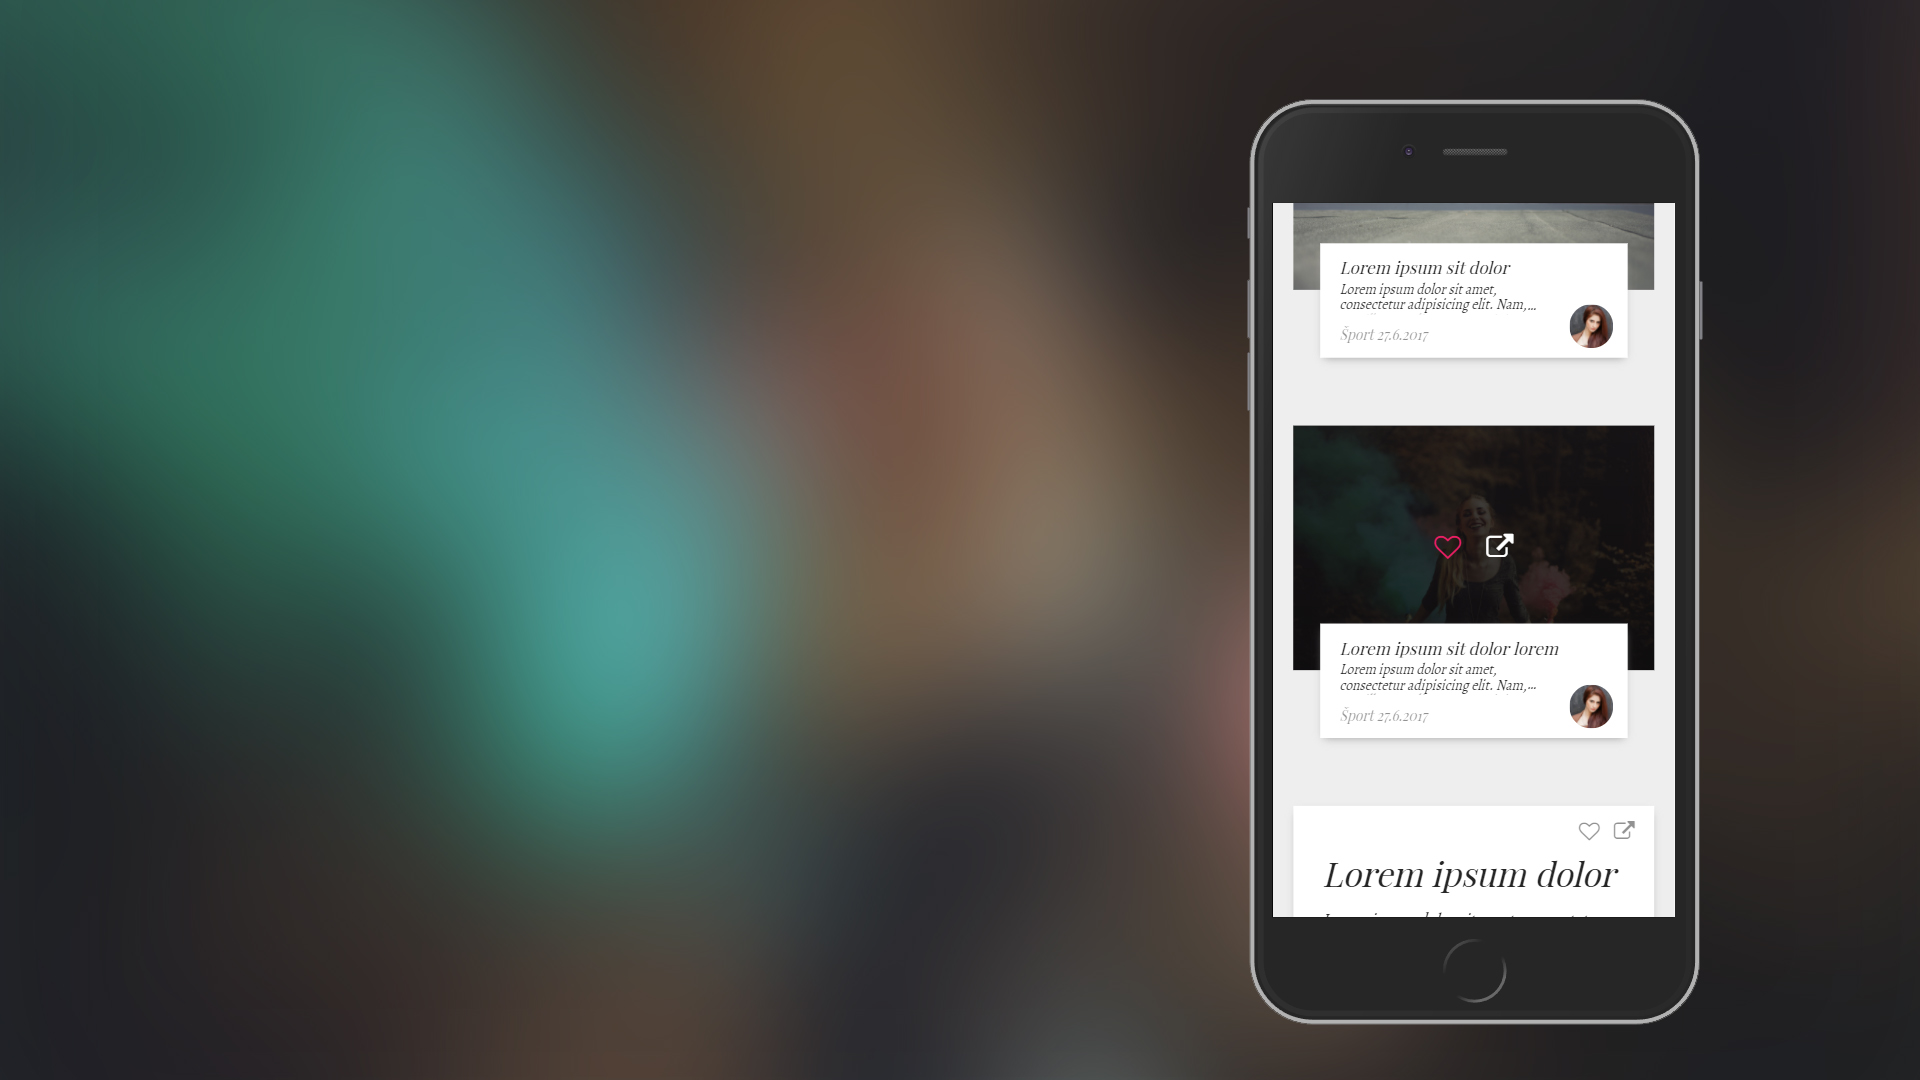 Lorem ipsum sit dolor
Lorem ipsum dolor sit amet,
consectetur adipisicing elit. Nam,...
Šport 27.6.2017
Lorem ipsum sit dolor lorem
Lorem ipsum dolor sit amet,
consectetur adipisicing elit. Nam,...
Šport 27.6.2017
Lorem ipsum dolor